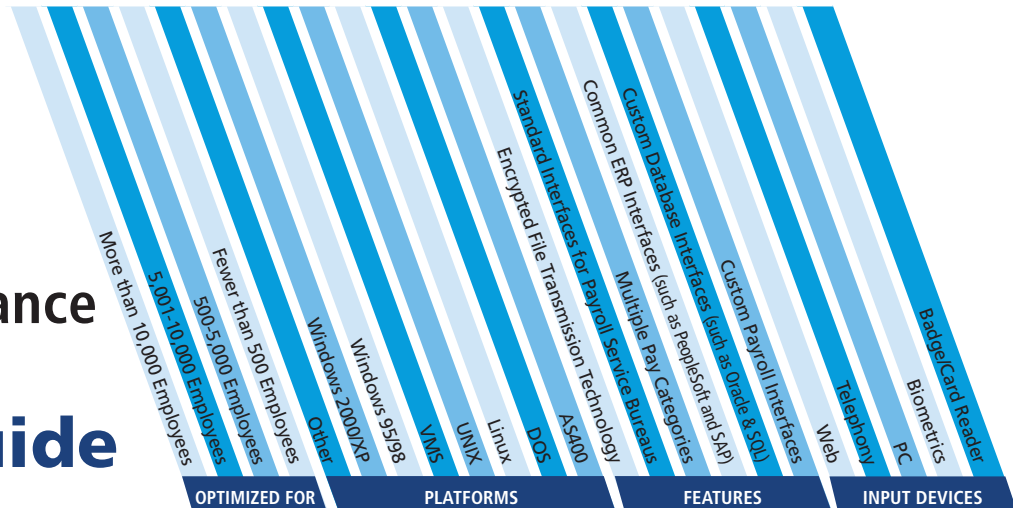 ance
uide
More than 10,000 Employees
5,001-10,000 Employees
500-5,000 Employees
Fewer than 500 Employees
Other
Windows 2000/XP
Windows 95/98
VMS
UNIX
Linux
DOS
AS400
Encrypted File Transmission Technology
Standard Interfaces for Payroll Service Bureaus
Multiple Pay Categories
Common ERP Interfaces (such as PeopleSoft and SAP)
Custom Database Interfaces (such as Oracle & SQL)
Custom Payroll Interfaces
Web
Telephony
PC
Biometrics
Badge/Card Reader
OPTIMIZED FOR
PLATFORMS
FEATURES
INPUT DEVICES